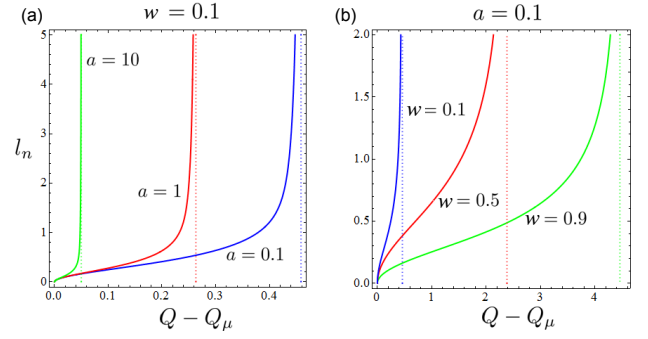 (a) w = 0.1
5
4
3
2
1
0
l_n
a = 10
a = 1
a = 0.1
0.0 0.1 0.2 0.3 0.4
Q − Q_μ
(b) a = 0.1
2.0
1.5
1.0
0.5
0.0
w = 0.1
w = 0.5
w = 0.9
0 1 2 3 4
Q − Q_μ